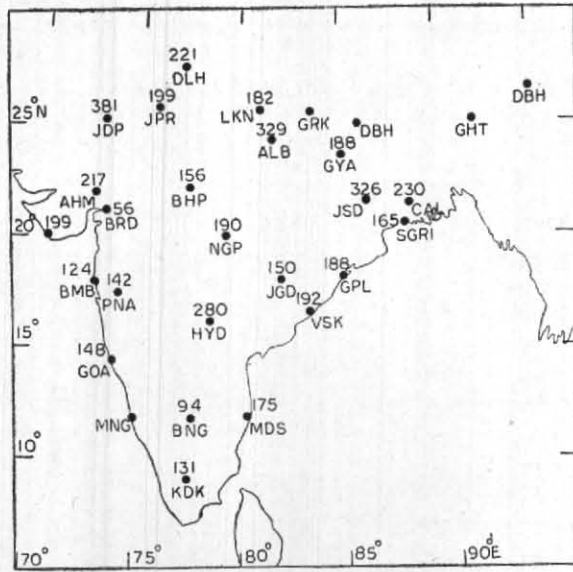 221
DLH
381
JDP
199
JPR
182
LKN
GRK
329
ALB
DBH
188
GYA
GHT
DBH
25°N
217
AHM
56
BRD
156
BHP
326
JSD
230
CAL
165
SGRI
20°
199
190
NGP
124
BMB
142
PNA
150
JGD
188
GPL
192
VSK
280
HYD
15°
148
GOA
MNG
94
BNG
175
MDS
10°
131
KDK
70°
75°
80°
85°
90°E